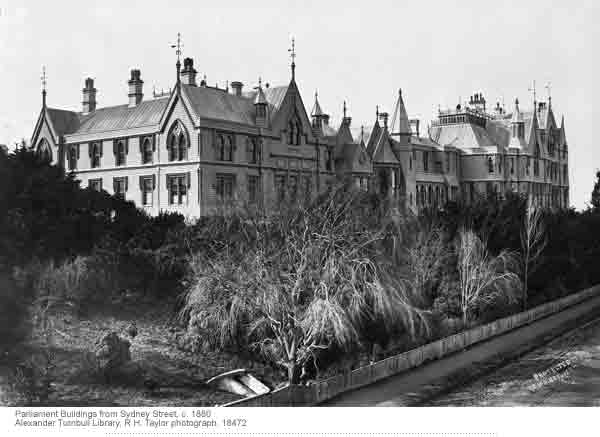 Parliament Buildings from Sydney Street, c. 1880
Alexander Turnbull Library, R H. Taylor photograph. 18472